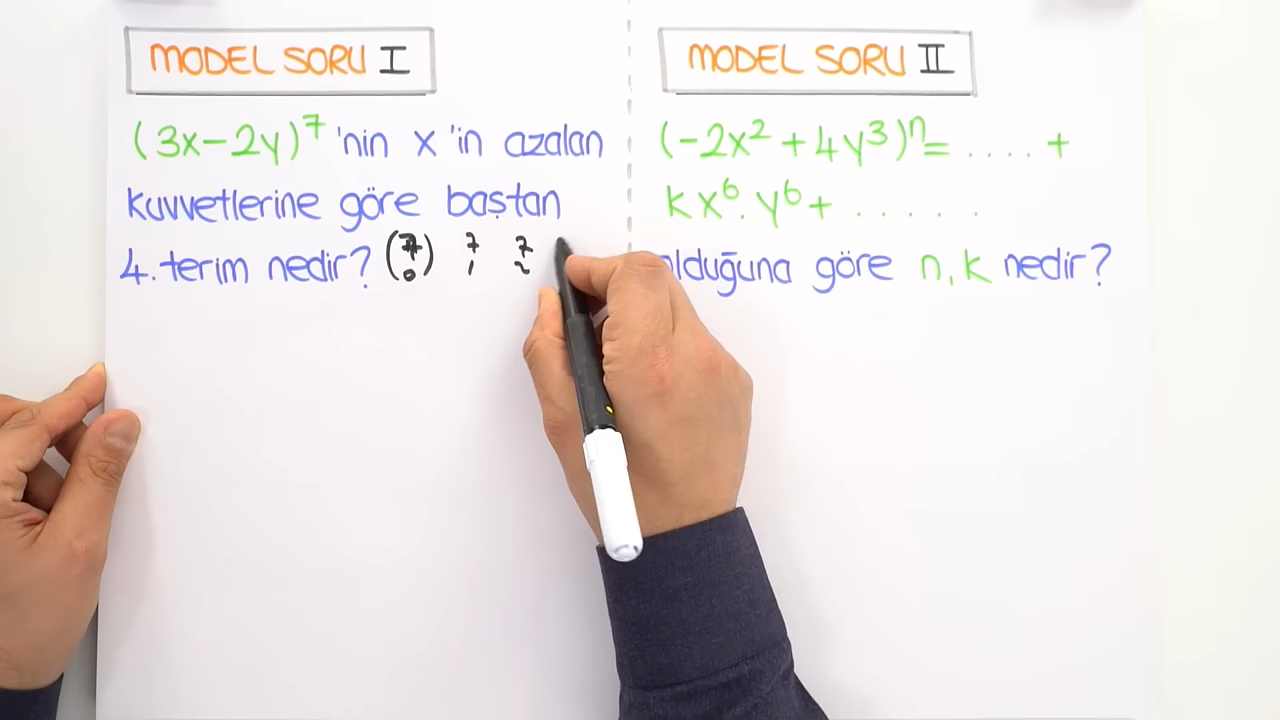 MODEL SORU I
(3x-2y)⁷ 'nin x'in azalan
kuvvetlerine göre baştan
4. terim nedir? (7 0) 7 1 7 2
MODEL SORU II
(-2x²+4y³)ⁿ= .... +
kx⁶.y⁶+ .....
olduğuna göre n, k nedir?